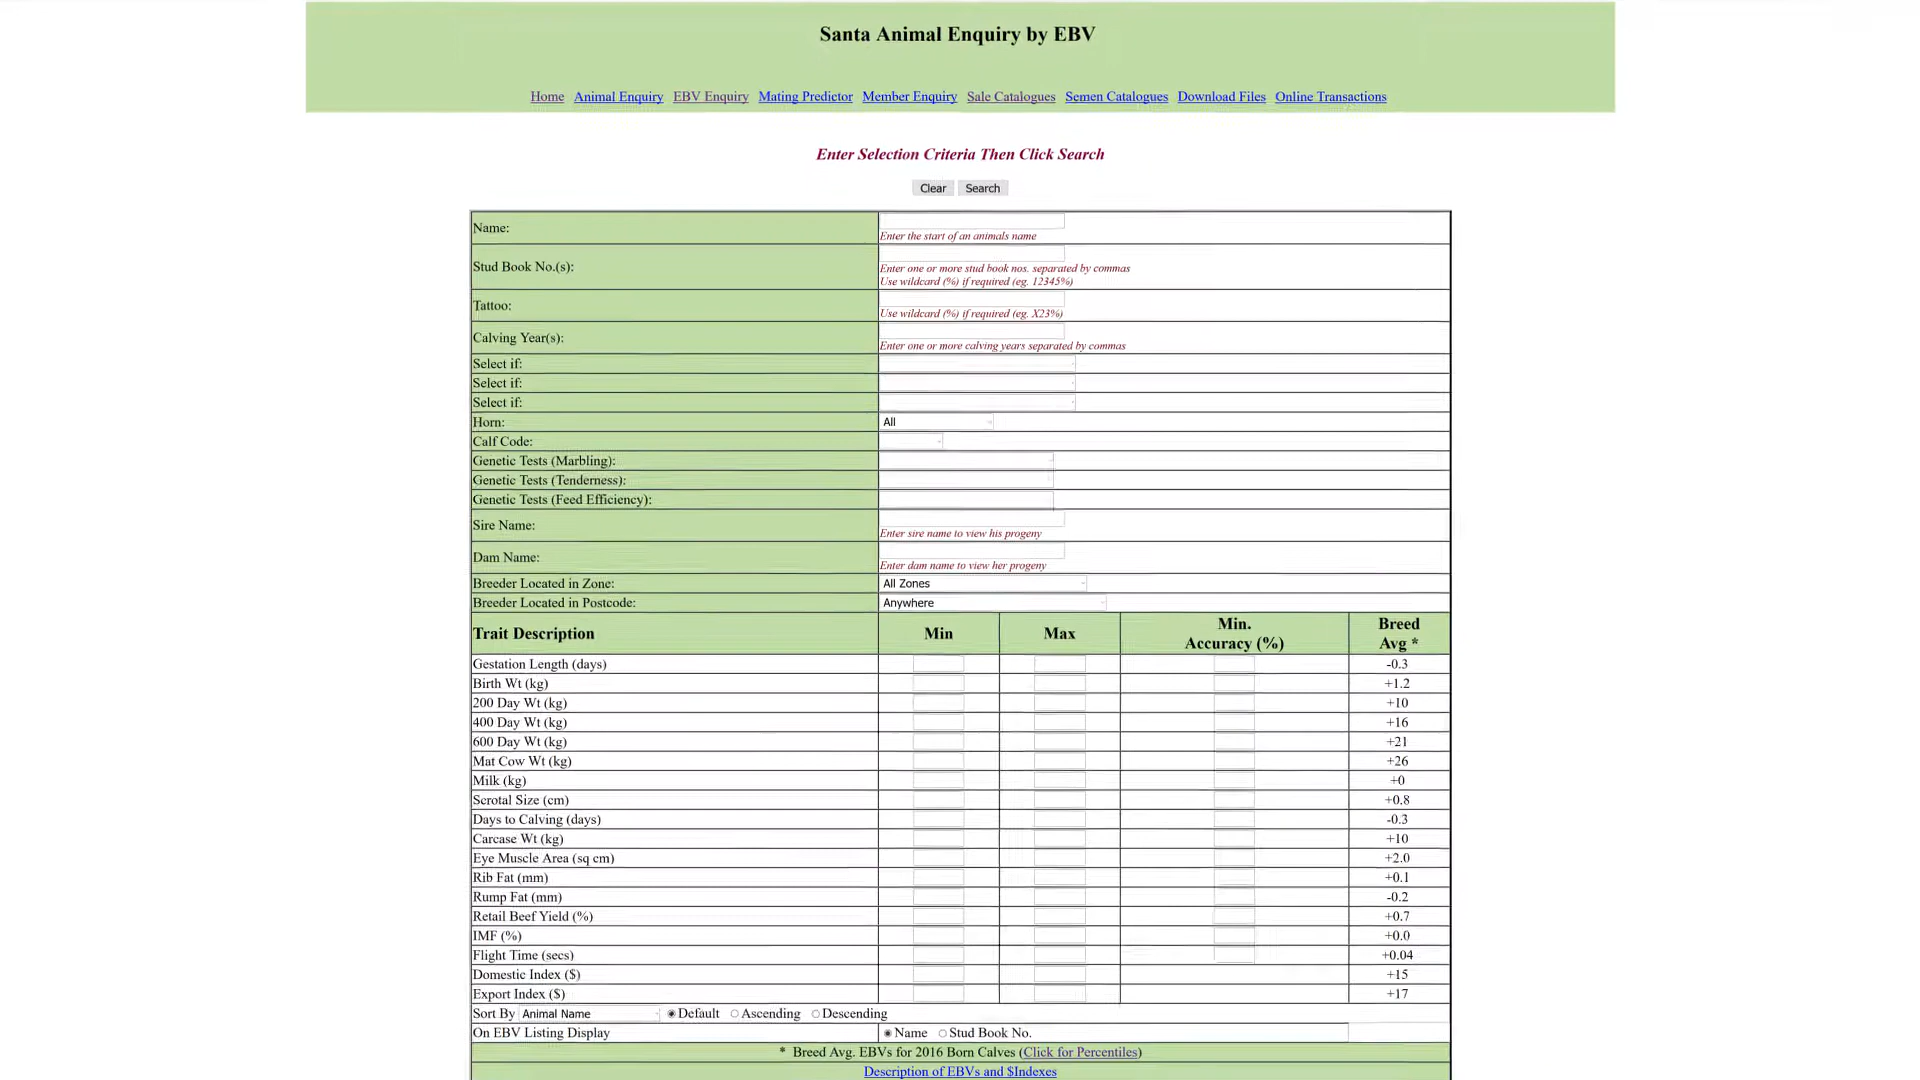 Santa Animal Enquiry by EBV
Home Animal Enquiry EBV Enquiry Mating Predictor Member Enquiry Sale Catalogues Semen Catalogues Download Files Online Transactions
Enter Selection Criteria Then Click Search
Clear Search
Name:
Enter the start of an animals name
Stud Book No.(s):
Enter one or more stud book nos. separated by commas
Use wildcard (%) if required (eg. 12345%)
Tattoo:
Use wildcard (%) if required (eg. X23%)
Calving Year(s):
Enter one or more calving years separated by commas
Select if:
Select if:
Select if:
Horn: All
Calf Code:
Genetic Tests (Marbling):
Genetic Tests (Tenderness):
Genetic Tests (Feed Efficiency):
Sire Name:
Enter sire name to view his progeny
Dam Name:
Enter dam name to view her progeny
Breeder Located in Zone: All Zones
Breeder Located in Postcode: Anywhere
Trait Description Min Max Min. Accuracy (%) Breed Avg *
Gestation Length (days) -0.3
Birth Wt (kg) +1.2
200 Day Wt (kg) +10
400 Day Wt (kg) +16
600 Day Wt (kg) +21
Mat Cow Wt (kg) +26
Milk (kg) +0
Scrotal Size (cm) +0.8
Days to Calving (days) -0.3
Carcase Wt (kg) +10
Eye Muscle Area (sq cm) +2.0
Rib Fat (mm) +0.1
Rump Fat (mm) -0.2
Retail Beef Yield (%) +0.7
IMF (%) +0.0
Flight Time (secs) +0.04
Domestic Index ($) +15
Export Index ($) +17
Sort By Animal Name Default Ascending Descending
On EBV Listing Display Name Stud Book No.
* Breed Avg. EBVs for 2016 Born Calves (Click for Percentiles)
Description of EBVs and $Indexes